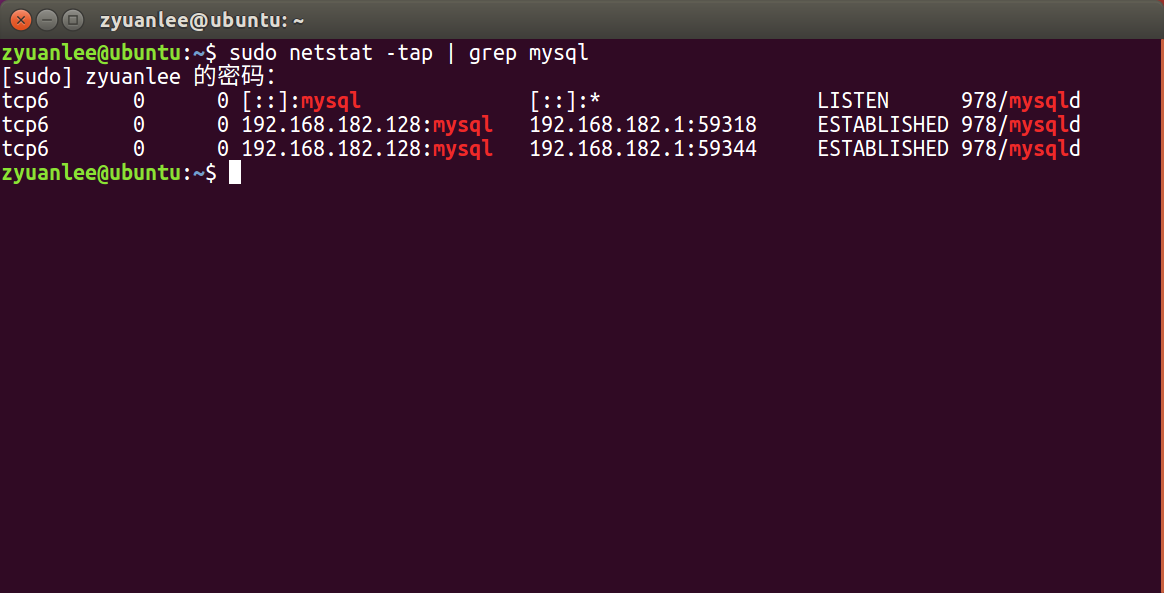 zyuanlee@ubuntu: ~
zyuanlee@ubuntu:~$ sudo netstat -tap | grep mysql
[sudo] zyuanlee 的密码：
tcp6       0      0 [::]:mysql              [::]:*                  LISTEN      978/mysqld
tcp6       0      0 192.168.182.128:mysql   192.168.182.1:59318     ESTABLISHED 978/mysqld
tcp6       0      0 192.168.182.128:mysql   192.168.182.1:59344     ESTABLISHED 978/mysqld
zyuanlee@ubuntu:~$